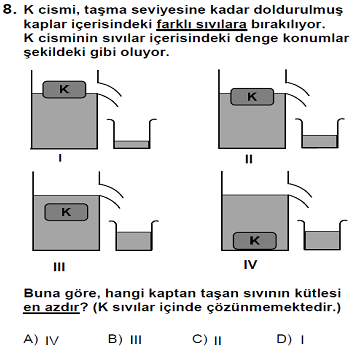 8. K cismi, taşma seviyesine kadar doldurulmuş
kaplar içerisindeki farklı sıvılara bırakılıyor.
K cisminin sıvılar içerisindeki denge konumlar
şekildeki gibi oluyor.
K
K
I
II
K
K
III
IV
Buna göre, hangi kaptan taşan sıvının kütlesi
en azdır? (K sıvılar içinde çözünmemektedir.)
A) IV B) III C) II D) I